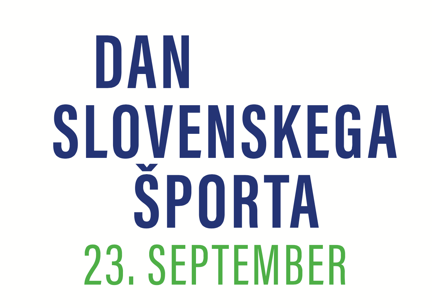 DAN
SLOVENSKEGA
ŠPORTA
23. SEPTEMBER